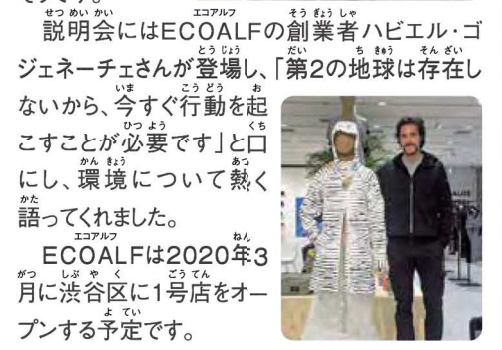 説明会にはECOALFの創業者ハビエル・ゴ
ジェネーチェさんが登場し、「第2の地球は存在し
ないから、今すぐ行動を起
こすことが必要です」と口
にし、環境について熱く
語ってくれました。
ECOALFは2020年3
月に渋谷区に1号店をオー
プンする予定です。